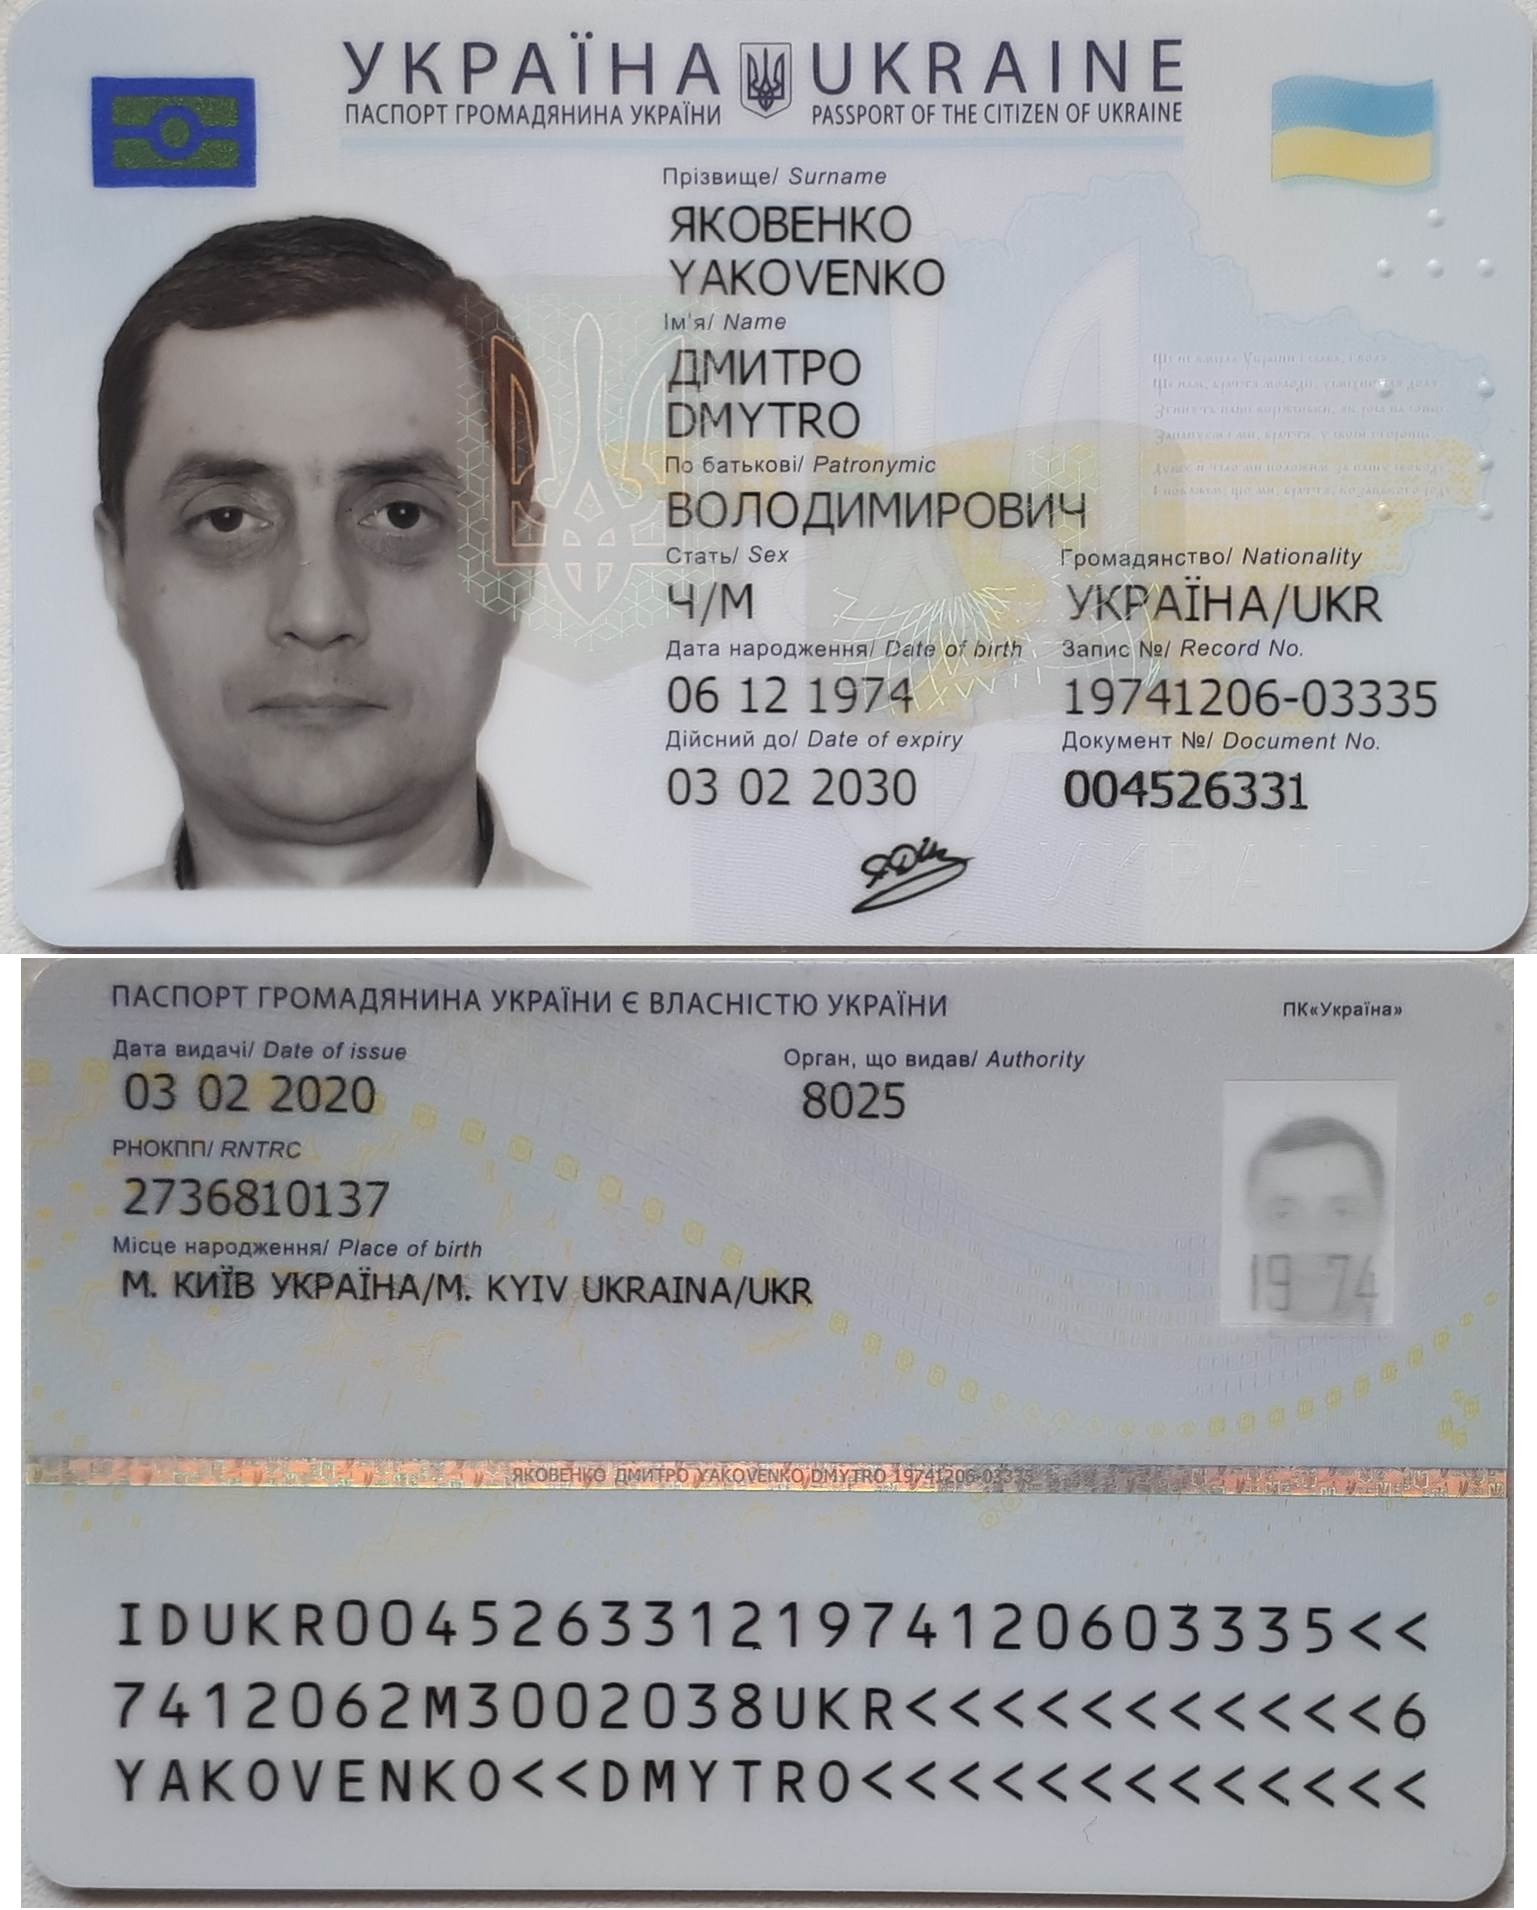 УКРАЇНА UKRAINE
ПАСПОРТ ГРОМАДЯНИНА УКРАЇНИ PASSPORT OF THE CITIZEN OF UKRAINE
Прізвище/ Surname
ЯКОВЕНКО
YAKOVENKO
Ім'я/ Name
ДМИТРО
DMYTRO
По батькові/ Patronymic
ВОЛОДИМИРОВИЧ
Стать/ Sex Громадянство/ Nationality
Ч/М УКРАЇНА/UKR
Дата народження/ Date of birth Запис №/ Record No.
06 12 1974 19741206-03335
Дійсний до/ Date of expiry Документ №/ Document No.
03 02 2030 004526331
УКРАЇНА
ПАСПОРТ ГРОМАДЯНИНА УКРАЇНИ Є ВЛАСНІСТЮ УКРАЇНИ ПК«Україна»
Дата видачі/ Date of issue Орган, що видав/ Authority
03 02 2020 8025
РНОКПП/ RNTRC
2736810137
Місце народження/ Place of birth
М. КИЇВ УКРАЇНА/M. KYIV UKRAINA/UKR
19 74
ЯКОВЕНКО ДМИТРО YAKOVENKO DMYTRO 19741206-03335
IDUKR00452633121974120603335<<
7412062M3002038UKR<<<<<<<<<<<6
YAKOVENKO<<DMYTRO<<<<<<<<<<<<<